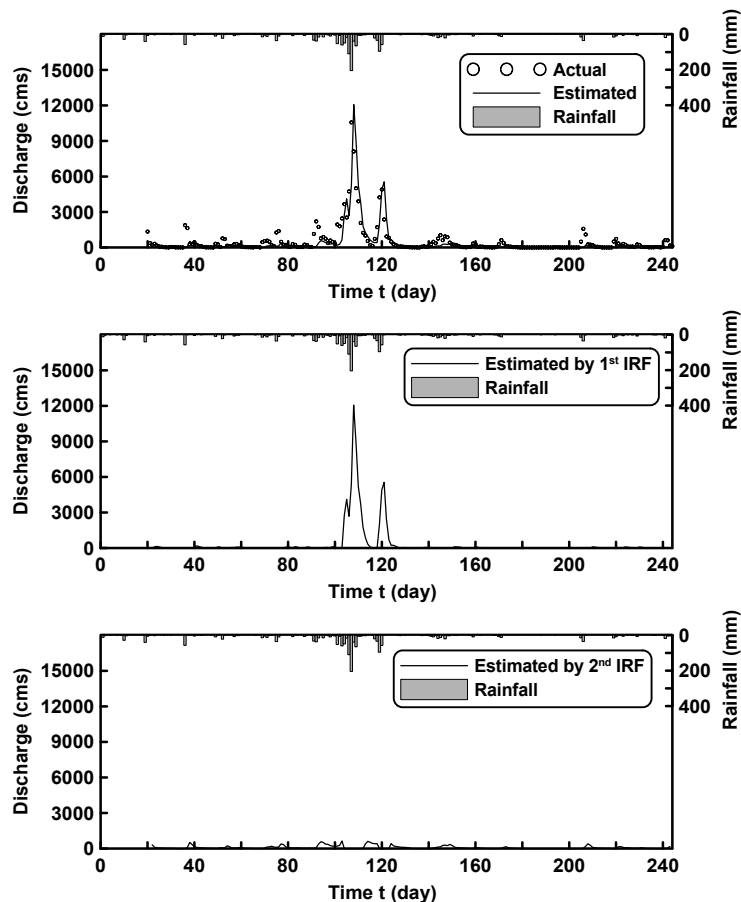 0
200
400
Rainfall (mm)
15000
12000
9000
6000
3000
0
Discharge (cms)
Actual
Estimated
Rainfall
0 40 80 120 160 200 240
Time t (day)
0
200
400
Rainfall (mm)
15000
12000
9000
6000
3000
0
Discharge (cms)
Estimated by 1st IRF
Rainfall
0 40 80 120 160 200 240
Time t (day)
0
200
400
Rainfall (mm)
15000
12000
9000
6000
3000
0
Discharge (cms)
Estimated by 2nd IRF
Rainfall
0 40 80 120 160 200 240
Time t (day)